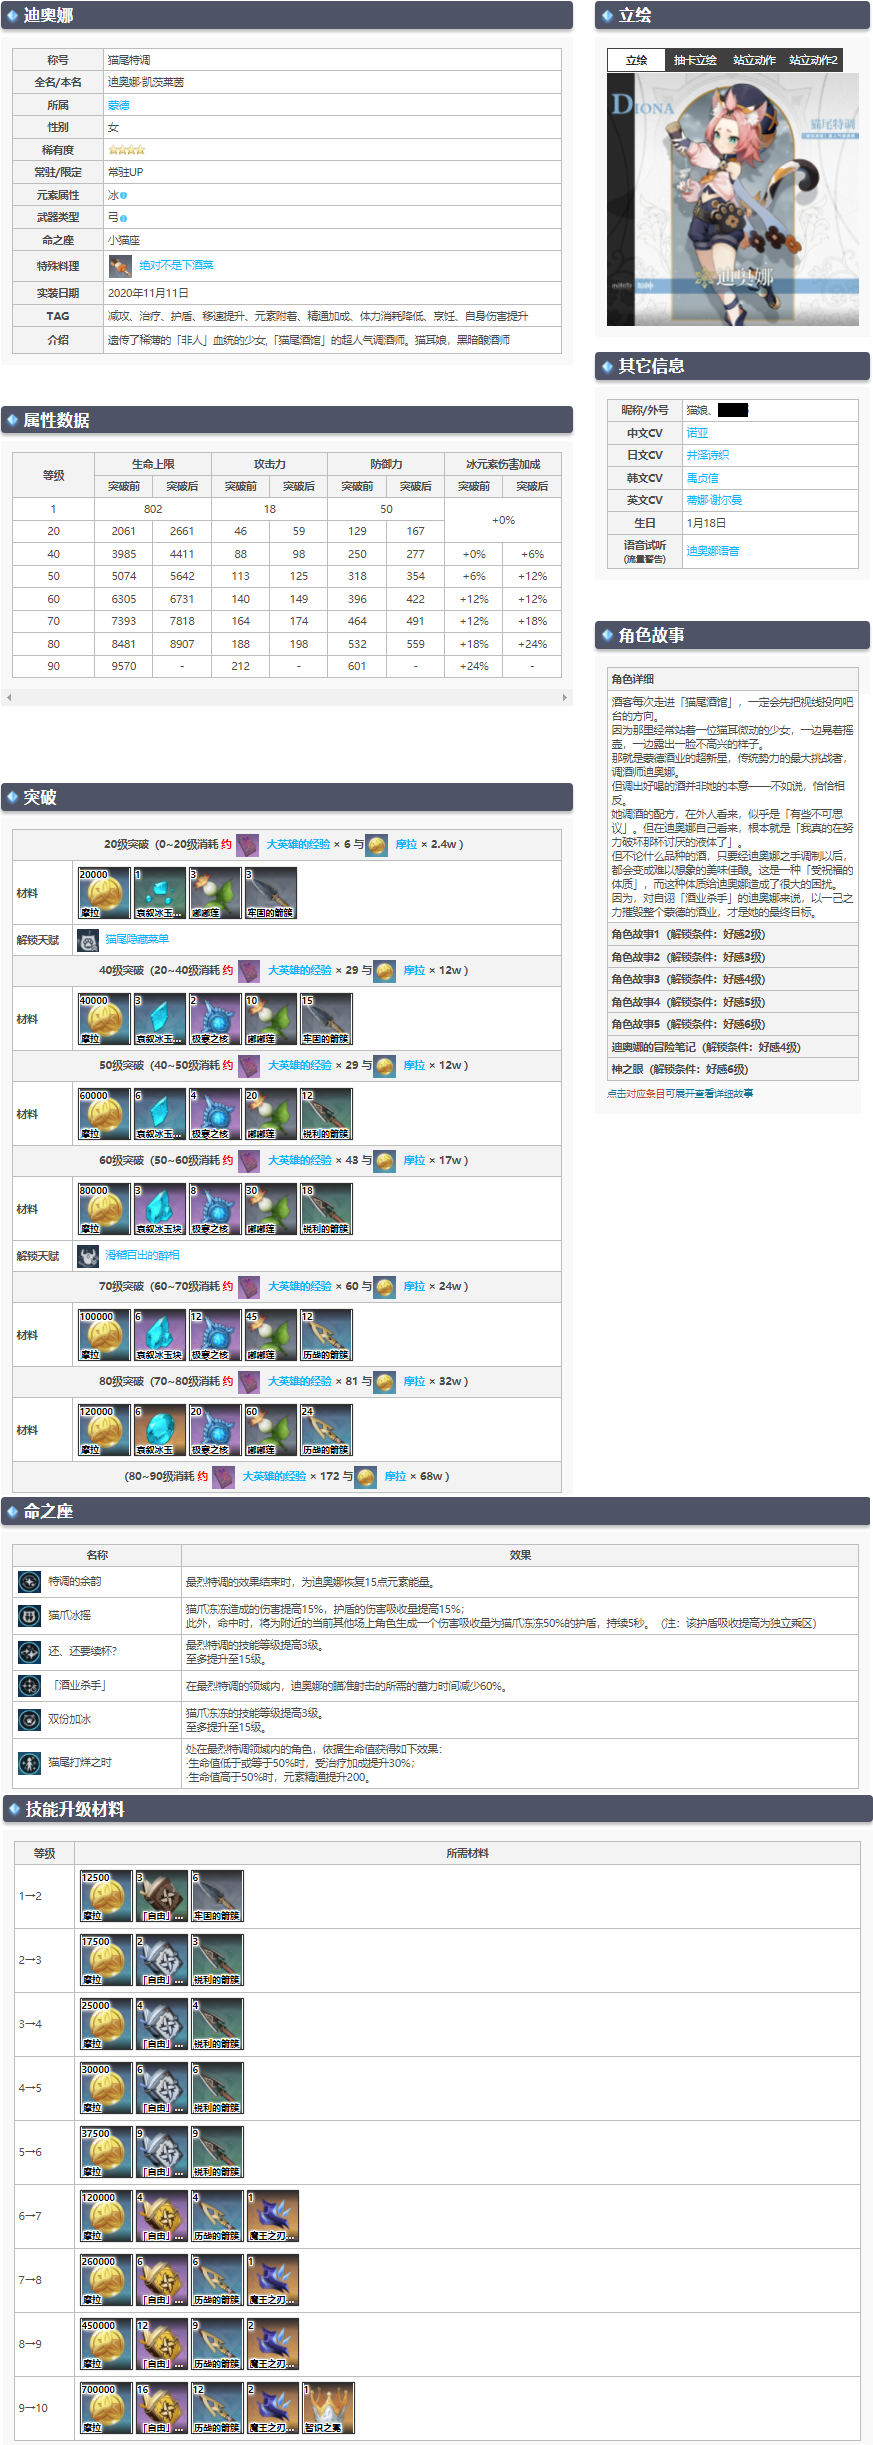 迪奥娜
称号 猫尾特调
全名/本名 迪奥娜·凯茨莱茵
所属 蒙德
性别 女
稀有度
常驻/限定 常驻UP
元素属性 冰
武器类型 弓
命之座 小猫座
特殊料理 绝对不是下酒菜
实装日期 2020年11月11日
TAG 减攻、治疗、护盾、移速提升、元素附着、精通加成、体力消耗降低、烹饪、自身伤害提升
介绍 遗传了稀薄的「非人」血统的少女,「猫尾酒馆」的超人气调酒师。猫耳娘，黑暗酸酒师
立绘
立绘 抽卡立绘 站立动作 站立动作2
DIONA
猫尾特调
迪奥娜
其它信息
昵称/外号 猫娘、
中文CV 诺亚
日文CV 井泽诗织
韩文CV 禹贞信
英文CV 蒂娜·谢尔曼
生日 1月18日
语音试听
(流量警告)
迪奥娜语音
属性数据
等级 生命上限 攻击力 防御力 冰元素伤害加成
突破前 突破后 突破前 突破后 突破前 突破后 突破前 突破后
1 802 18 50 +0%
20 2061 2661 46 59 129 167
40 3985 4411 88 98 250 277 +0% +6%
50 5074 5642 113 125 318 354 +6% +12%
60 6305 6731 140 149 396 422 +12% +12%
70 7393 7818 164 174 464 491 +12% +18%
80 8481 8907 188 198 532 559 +18% +24%
90 9570 - 212 - 601 - +24% -
角色故事
角色详细
酒客每次走进「猫尾酒馆」，一定会先把视线投向吧
台的方向。
因为那里经常站着一位猫耳微动的少女，一边晃着摇
壶，一边露出一脸不高兴的样子。
那就是蒙德酒业的超新星，传统势力的最大挑战者，
调酒师迪奥娜。
但调出好喝的酒并非她的本意——不如说，恰恰相
反。
她调酒的配方，在外人看来，似乎是「有些不可思
议」。但在迪奥娜自己看来，根本就是「我真的在努
力破坏那杯讨厌的液体了」。
但不论什么品种的酒，只要经迪奥娜之手调制以后，
都会变成难以想象的美味佳酿。这是一种「受祝福的
体质」，而这种体质给迪奥娜造成了很大的困扰。
因为，对自诩「酒业杀手」的迪奥娜来说，以一己之
力摧毁整个蒙德的酒业，才是她的最终目标。
角色故事1（解锁条件：好感2级）
角色故事2（解锁条件：好感3级）
角色故事3（解锁条件：好感4级）
角色故事4（解锁条件：好感5级）
角色故事5（解锁条件：好感6级）
迪奥娜的冒险笔记（解锁条件：好感4级）
神之眼（解锁条件：好感6级）
点击对应条目可展开查看详细故事
突破
20级突破（0~20级消耗 约 大英雄的经验 × 6 与 摩拉 × 2.4w ）
材料
20000 1 3 3
摩拉 哀叙冰玉... 嘟嘟莲 牢固的箭簇
解锁天赋 猫尾隐藏菜单
40级突破（20~40级消耗 约 大英雄的经验 × 29 与 摩拉 × 12w ）
材料
40000 3 2 10 15
摩拉 哀叙冰玉... 极寒之核 嘟嘟莲 牢固的箭簇
50级突破（40~50级消耗 约 大英雄的经验 × 29 与 摩拉 × 12w ）
材料
60000 6 4 20 12
摩拉 哀叙冰玉... 极寒之核 嘟嘟莲 锐利的箭簇
60级突破（50~60级消耗 约 大英雄的经验 × 43 与 摩拉 × 17w ）
材料
80000 3 8 30 18
摩拉 哀叙冰玉块 极寒之核 嘟嘟莲 锐利的箭簇
解锁天赋 滑稽百出的醉相
70级突破（60~70级消耗 约 大英雄的经验 × 60 与 摩拉 × 24w ）
材料
100000 6 12 45 12
摩拉 哀叙冰玉块 极寒之核 嘟嘟莲 历战的箭簇
80级突破（70~80级消耗 约 大英雄的经验 × 81 与 摩拉 × 32w ）
材料
120000 6 20 60 24
摩拉 哀叙冰玉 极寒之核 嘟嘟莲 历战的箭簇
（80~90级消耗 约 大英雄的经验 × 172 与 摩拉 × 68w ）
命之座
名称 效果
特调的余韵 最烈特调的效果结束时，为迪奥娜恢复15点元素能量。
猫爪冰摇
猫爪冻冻造成的伤害提高15%，护盾的伤害吸收量提高15%；
此外，命中时，将为附近的当前其他场上角色生成一个伤害吸收量为猫爪冻冻50%的护盾，持续5秒。（注：该护盾吸收提高为独立乘区）
还、还要续杯?
最烈特调的技能等级提高3级。
至多提升至15级。
「酒业杀手」 在最烈特调的领域内，迪奥娜的瞄准射击的所需的蓄力时间减少60%。
双份加冰
猫爪冻冻的技能等级提高3级。
至多提升至15级。
猫尾打烊之时
处在最烈特调领域内的角色，依据生命值获得如下效果：
·生命值低于或等于50%时，受治疗加成提升30%；
·生命值高于50%时，元素精通提升200。
技能升级材料
等级 所需材料
1→2
12500 3 6
摩拉 「自由」... 牢固的箭簇
2→3
17500 2 3
摩拉 「自由」... 锐利的箭簇
3→4
25000 4 4
摩拉 「自由」... 锐利的箭簇
4→5
30000 6 6
摩拉 「自由」... 锐利的箭簇
5→6
37500 9 9
摩拉 「自由」... 锐利的箭簇
6→7
120000 4 4 1
摩拉 「自由」... 历战的箭簇 魔王之刃...
7→8
260000 6 6 1
摩拉 「自由」... 历战的箭簇 魔王之刃...
8→9
450000 12 9 2
摩拉 「自由」... 历战的箭簇 魔王之刃...
9→10
700000 16 12 2 1
摩拉 「自由」... 历战的箭簇 魔王之刃... 智识之冕